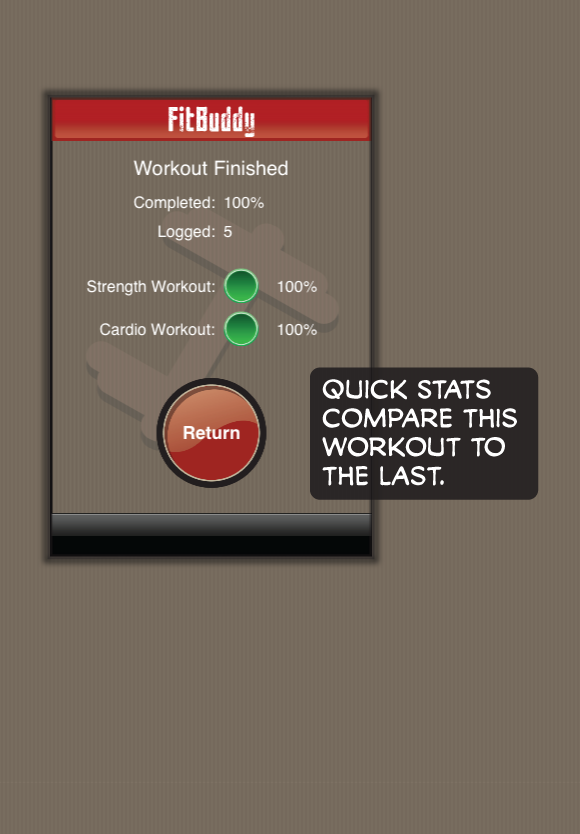 FitBuddy
Workout Finished
Completed: 100%
Logged: 5
Strength Workout: 100%
Cardio Workout: 100%
Return
QUICK STATS
COMPARE THIS
WORKOUT TO
THE LAST.